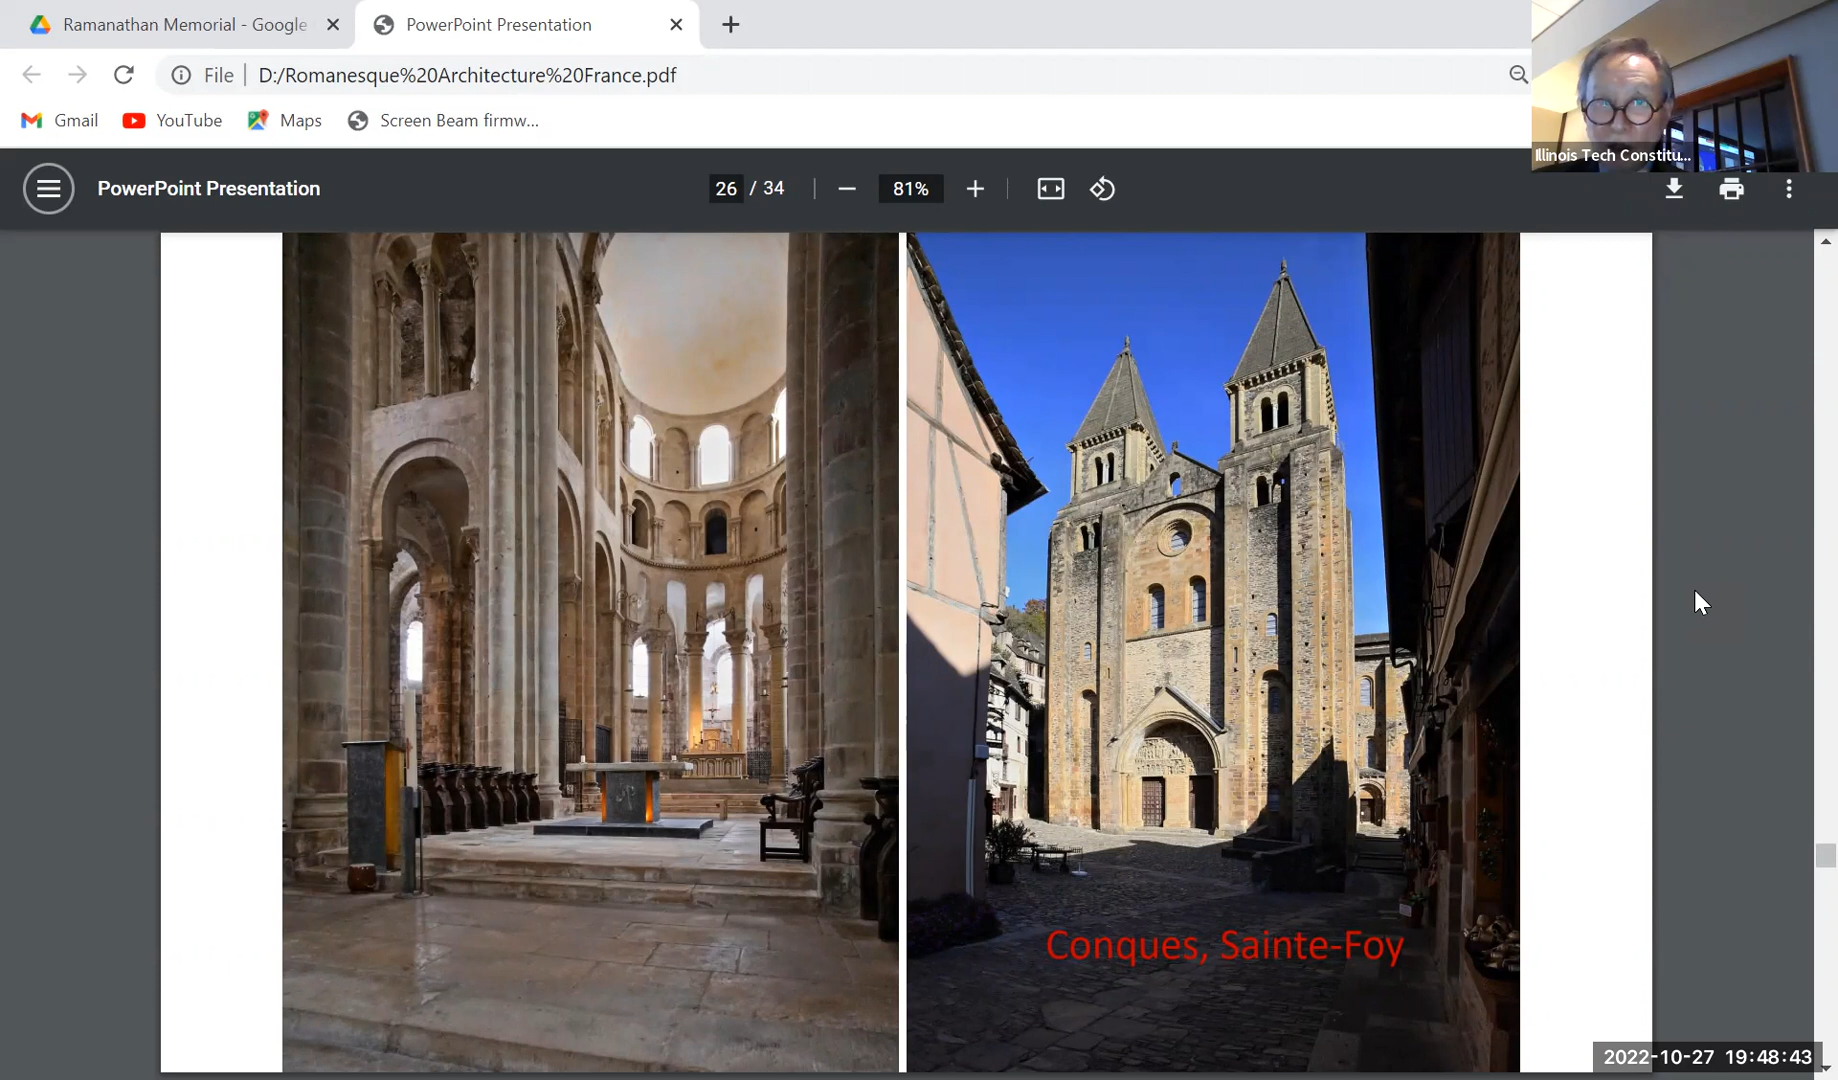 Ramanathan Memorial - Google
PowerPoint Presentation
File
D:/Romanesque%20Architecture%20France.pdf
Gmail
YouTube
Maps
Screen Beam firmw...
Illinois Tech Constitu...
PowerPoint Presentation
26 / 34
81%
Conques, Sainte-Foy
2022-10-27 19:48:43